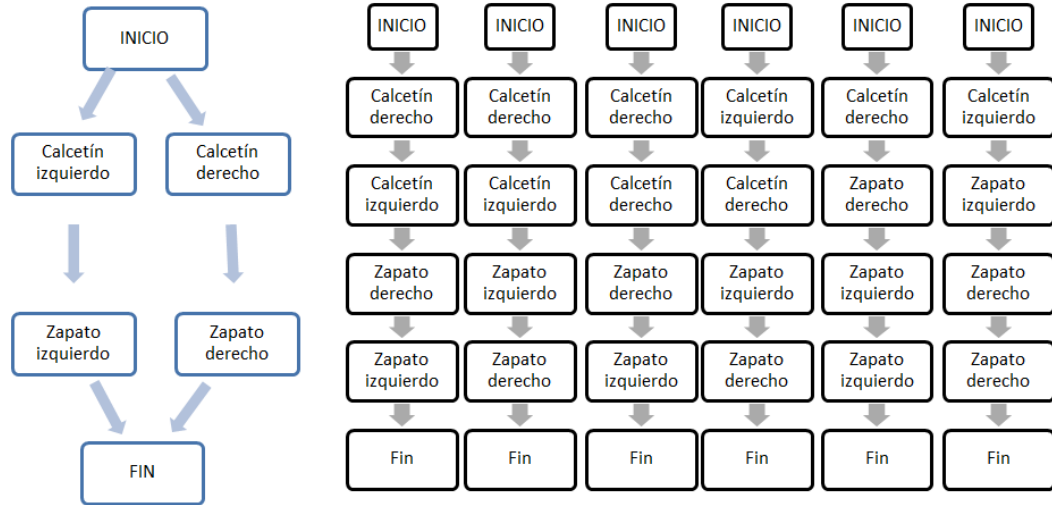 INICIO
Calcetín
izquierdo
Calcetín
derecho
Zapato
izquierdo
Zapato
derecho
FIN
INICIO
Calcetín
derecho
Calcetín
izquierdo
Zapato
derecho
Zapato
izquierdo
Fin
INICIO
Calcetín
derecho
Calcetín
izquierdo
Zapato
izquierdo
Zapato
derecho
Fin
INICIO
Calcetín
derecho
Calcetín
derecho
Zapato
derecho
Zapato
izquierdo
Fin
INICIO
Calcetín
izquierdo
Calcetín
derecho
Zapato
izquierdo
Zapato
derecho
Fin
INICIO
Calcetín
derecho
Zapato
derecho
Zapato
izquierdo
Zapato
izquierdo
Fin
INICIO
Calcetín
izquierdo
Zapato
izquierdo
Zapato
derecho
Zapato
derecho
Fin